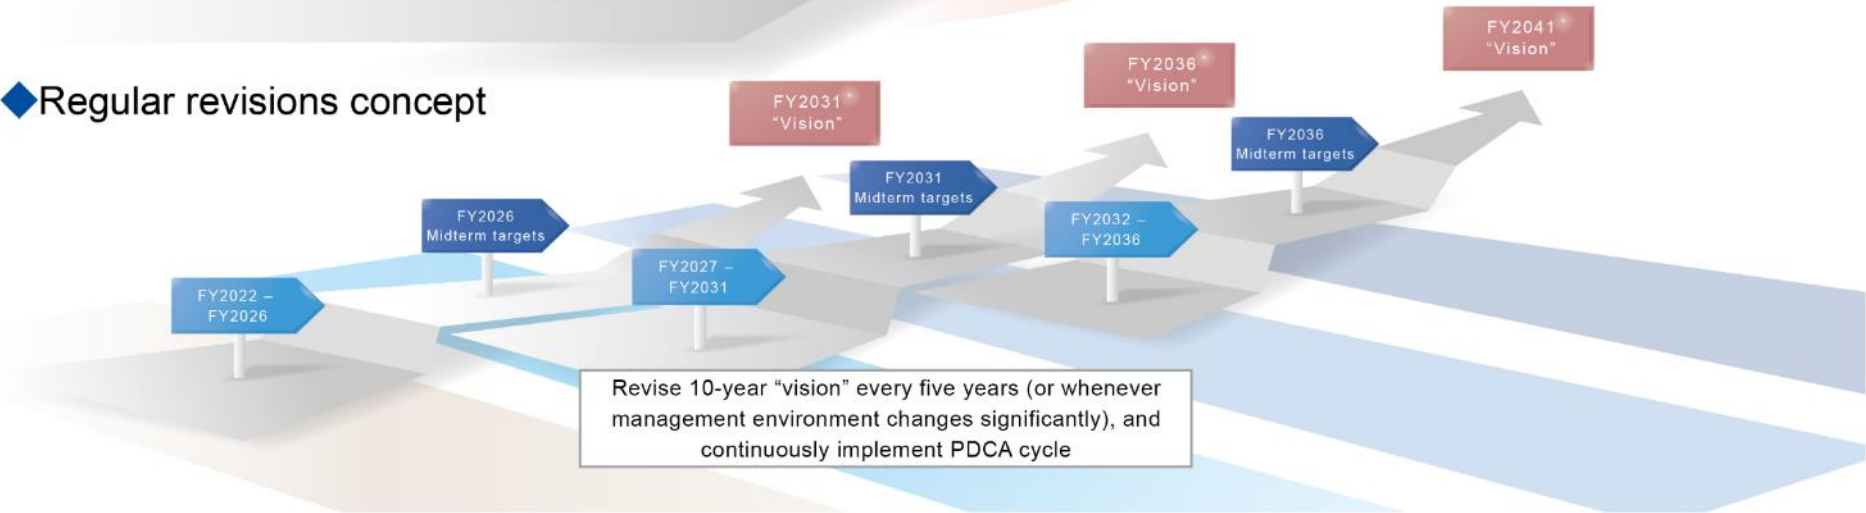 ◆Regular revisions concept
FY2031
“Vision”
FY2036
“Vision”
FY2041
“Vision”
FY2026
Midterm targets
FY2031
Midterm targets
FY2036
Midterm targets
FY2022 –
FY2026
FY2027 –
FY2031
FY2032 –
FY2036
Revise 10-year “vision” every five years (or whenever
management environment changes significantly), and
continuously implement PDCA cycle